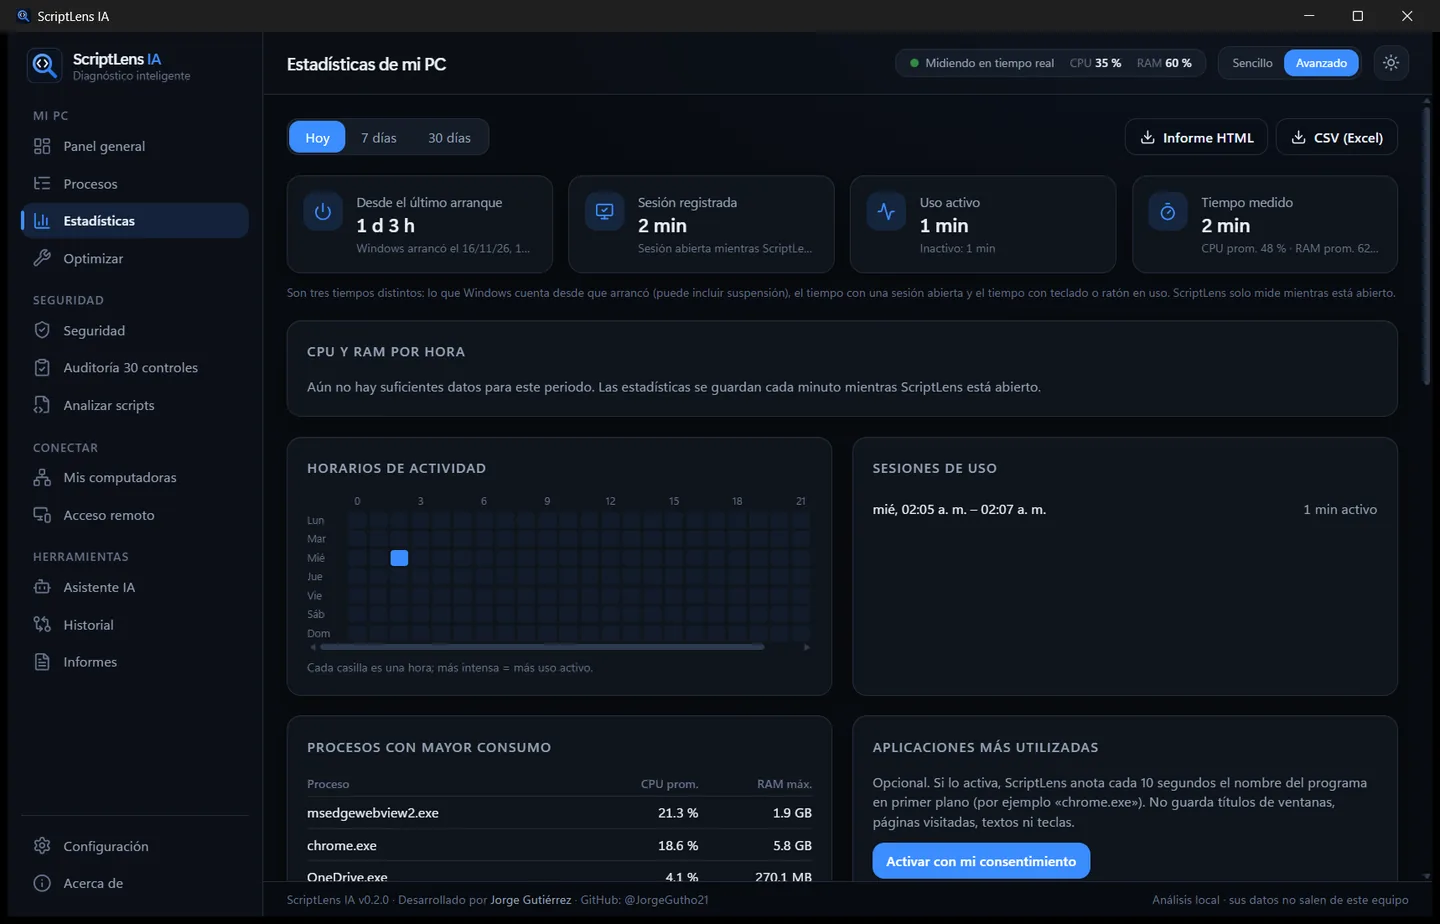 ScriptLens IA
ScriptLens IA
Diagnóstico inteligente
MI PC
Panel general
Procesos
Estadísticas
Optimizar
SEGURIDAD
Seguridad
Auditoría 30 controles
Analizar scripts
CONECTAR
Mis computadoras
Acceso remoto
HERRAMIENTAS
Asistente IA
Historial
Informes
Configuración
Acerca de
Estadísticas de mi PC
Midiendo en tiempo real CPU 35 % RAM 60 %
Sencillo Avanzado
Hoy 7 días 30 días
Informe HTML CSV (Excel)
Desde el último arranque
1 d 3 h
Windows arrancó el 16/11/26, 1...
Sesión registrada
2 min
Sesión abierta mientras ScriptLe...
Uso activo
1 min
Inactivo: 1 min
Tiempo medido
2 min
CPU prom. 48 % · RAM prom. 62...
Son tres tiempos distintos: lo que Windows cuenta desde que arrancó (puede incluir suspensión), el tiempo con una sesión abierta y el tiempo con teclado o ratón en uso. ScriptLens solo mide mientras está abierto.
CPU Y RAM POR HORA
Aún no hay suficientes datos para este periodo. Las estadísticas se guardan cada minuto mientras ScriptLens está abierto.
HORARIOS DE ACTIVIDAD
0 3 6 9 12 15 18 21
Lun
Mar
Mié
Jue
Vie
Sáb
Dom
Cada casilla es una hora; más intensa = más uso activo.
SESIONES DE USO
mié, 02:05 a. m. – 02:07 a. m. 1 min activo
PROCESOS CON MAYOR CONSUMO
Proceso CPU prom. RAM máx.
msedgewebview2.exe 21.3 % 1.9 GB
chrome.exe 18.6 % 5.8 GB
OneDrive.exe 4.1 % 270.1 MB
APLICACIONES MÁS UTILIZADAS
Opcional. Si lo activa, ScriptLens anota cada 10 segundos el nombre del programa
en primer plano (por ejemplo «chrome.exe»). No guarda títulos de ventanas,
páginas visitadas, textos ni teclas.
Activar con mi consentimiento
ScriptLens IA v0.2.0 · Desarrollado por Jorge Gutiérrez · GitHub: @JorgeGutho21
Análisis local · sus datos no salen de este equipo